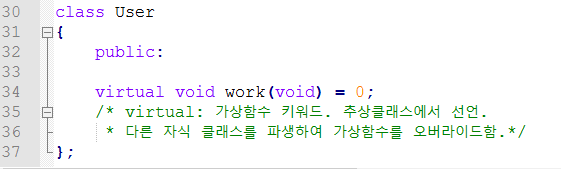 30 class User
31 {
32 public:
33
34 virtual void work(void) = 0;
35 /* virtual: 가상함수 키워드. 추상클래스에서 선언.
36 * 다른 자식 클래스를 파생하여 가상함수를 오버라이드함.*/
37 };